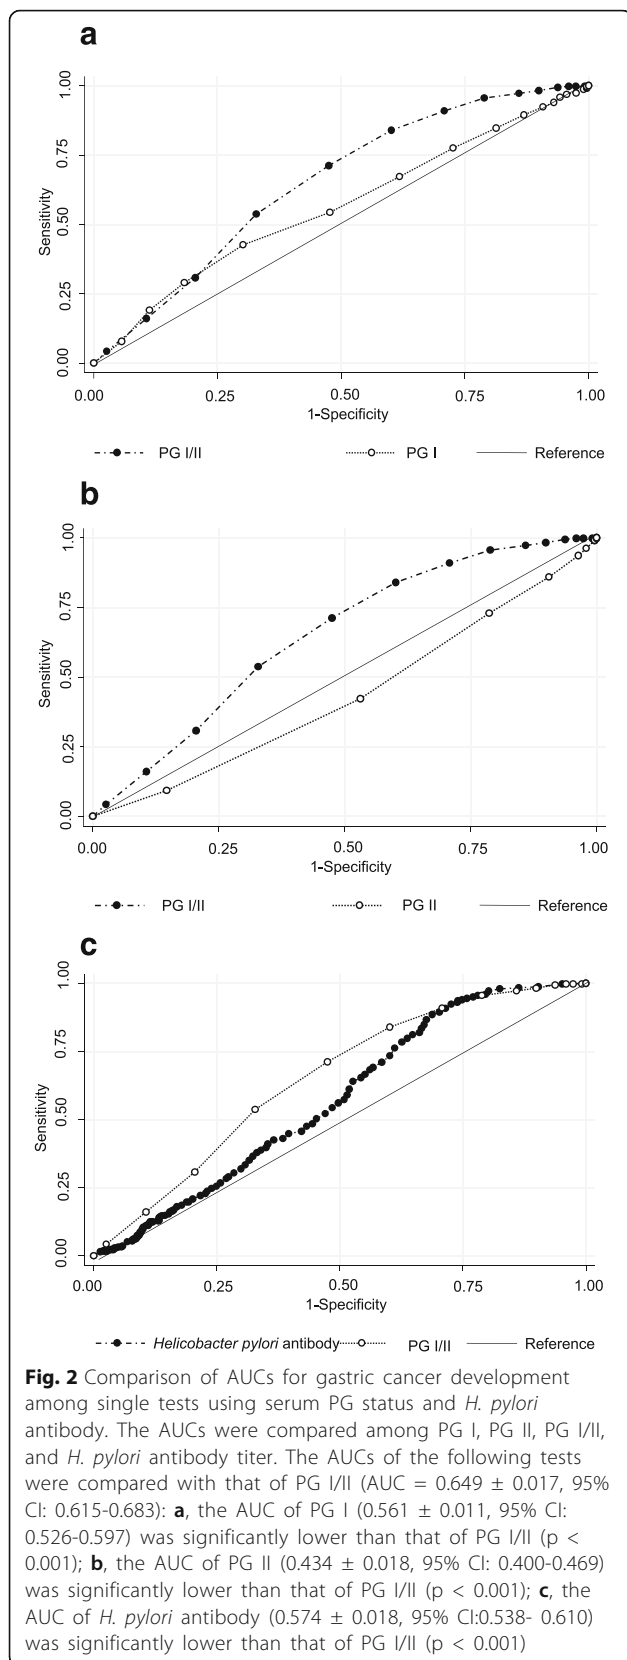 a
1.00
0.75
0.50
0.25
0.00
Sensitivity
0.00 0.25 0.50 0.75 1.00
1-Specificity
PG I/II PG I Reference
b
1.00
0.75
0.50
0.25
0.00
Sensitivity
0.00 0.25 0.50 0.75 1.00
1-Specificity
PG I/II PG II Reference
c
1.00
0.75
0.50
0.25
0.00
Sensitivity
0.00 0.25 0.50 0.75 1.00
1-Specificity
Helicobacter pylori antibody PG I/II Reference
Fig. 2 Comparison of AUCs for gastric cancer development
among single tests using serum PG status and H. pylori
antibody. The AUCs were compared among PG I, PG II, PG I/II,
and H. pylori antibody titer. The AUCs of the following tests
were compared with that of PG I/II (AUC = 0.649 ± 0.017, 95%
CI: 0.615-0.683): a, the AUC of PG I (0.561 ± 0.011, 95% CI:
0.526-0.597) was significantly lower than that of PG I/II (p <
0.001); b, the AUC of PG II (0.434 ± 0.018, 95% CI: 0.400-0.469)
was significantly lower than that of PG I/II (p < 0.001); c, the
AUC of H. pylori antibody (0.574 ± 0.018, 95% CI:0.538- 0.610)
was significantly lower than that of PG I/II (p < 0.001)